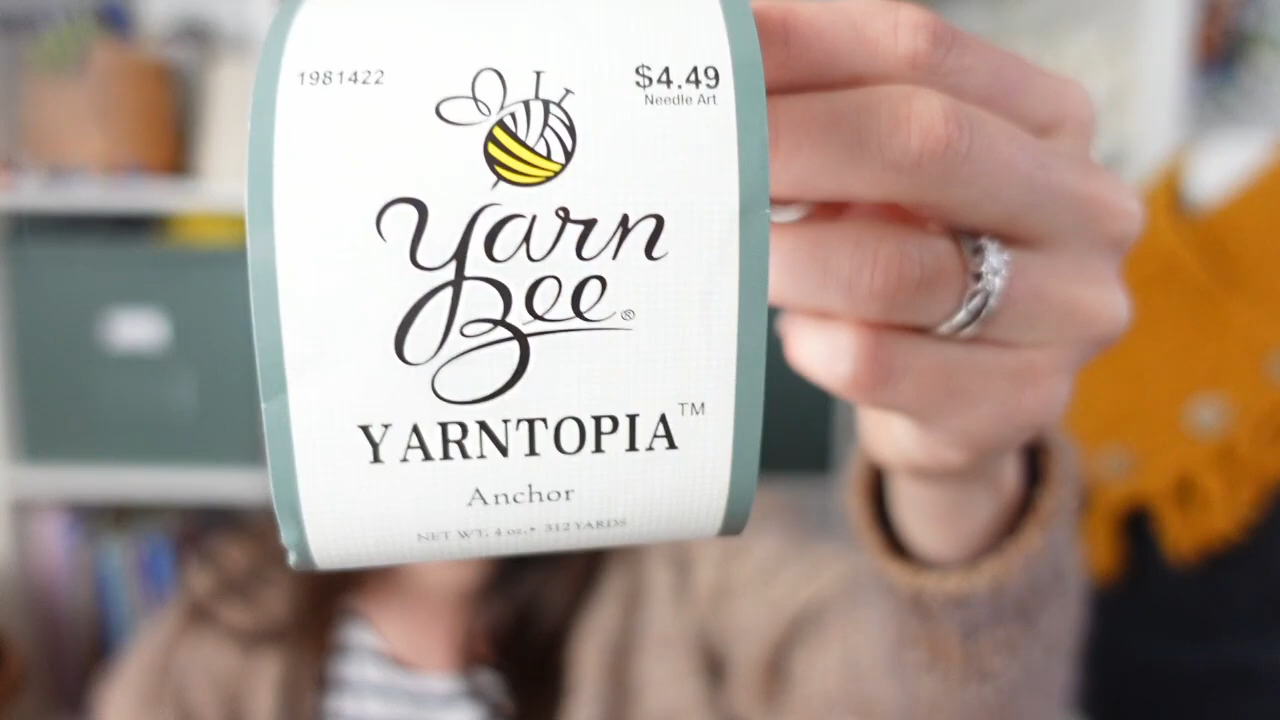 1981422
$4.49
Needle Art
Yarn
Bee®
YARNTOPIA™
Anchor
NET WT. 4 oz. • 312 YARDS